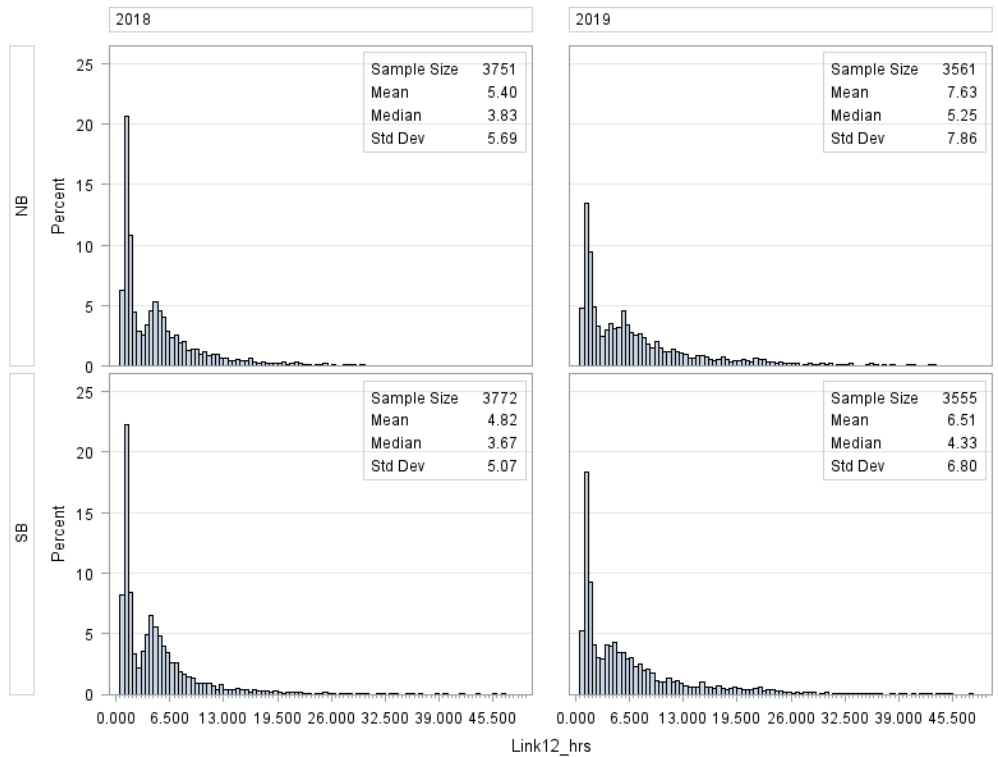 2018
2019
NB
Percent
25
20
15
10
5
0
Sample Size 3751
Mean 5.40
Median 3.83
Std Dev 5.69
Sample Size 3561
Mean 7.63
Median 5.25
Std Dev 7.86
SB
Percent
25
20
15
10
5
0
Sample Size 3772
Mean 4.82
Median 3.67
Std Dev 5.07
Sample Size 3555
Mean 6.51
Median 4.33
Std Dev 6.80
0.000 6.500 13.000 19.500 26.000 32.500 39.000 45.500
0.000 6.500 13.000 19.500 26.000 32.500 39.000 45.500
Link12_hrs